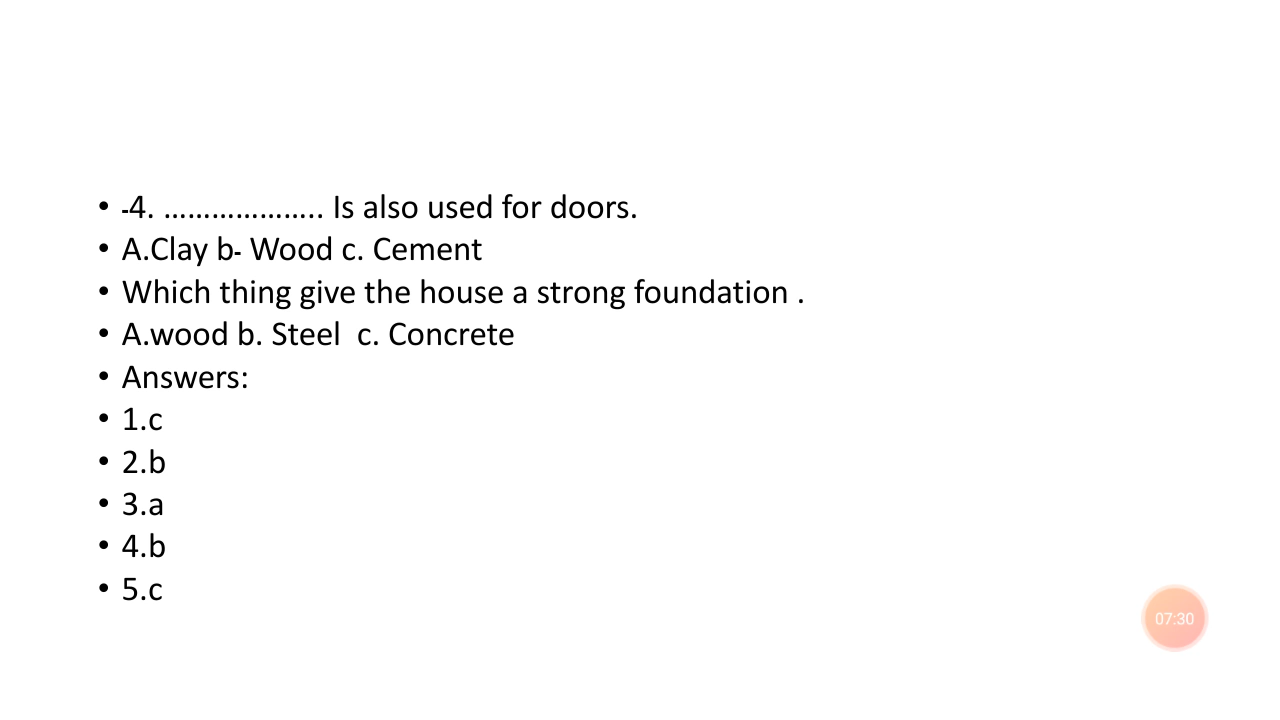 • -4. ……………….. Is also used for doors.
• A.Clay b- Wood c. Cement
• Which thing give the house a strong foundation .
• A.wood b. Steel  c. Concrete
• Answers:
• 1.c
• 2.b
• 3.a
• 4.b
• 5.c
07:30